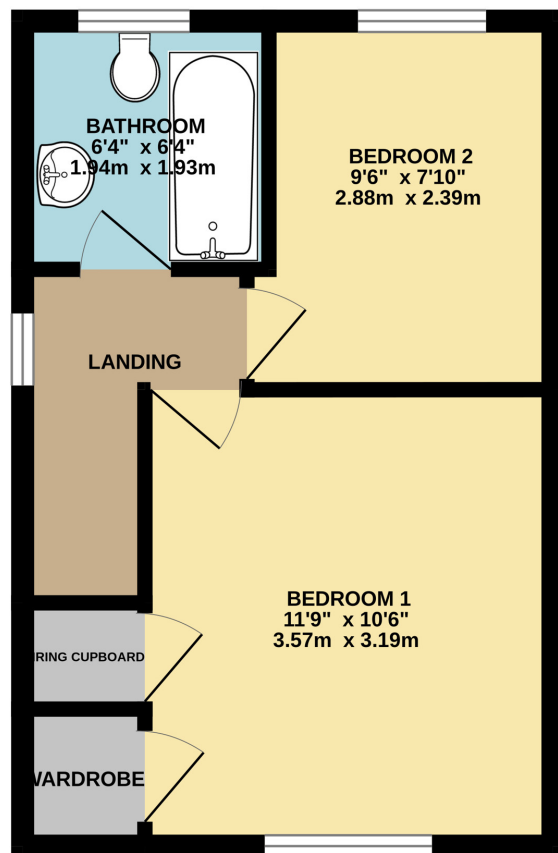 BATHROOM
6'4" x 6'4"
1.94m x 1.93m
BEDROOM 2
9'6" x 7'10"
2.88m x 2.39m
LANDING
BEDROOM 1
11'9" x 10'6"
3.57m x 3.19m
IRING CUPBOARD
WARDROBE